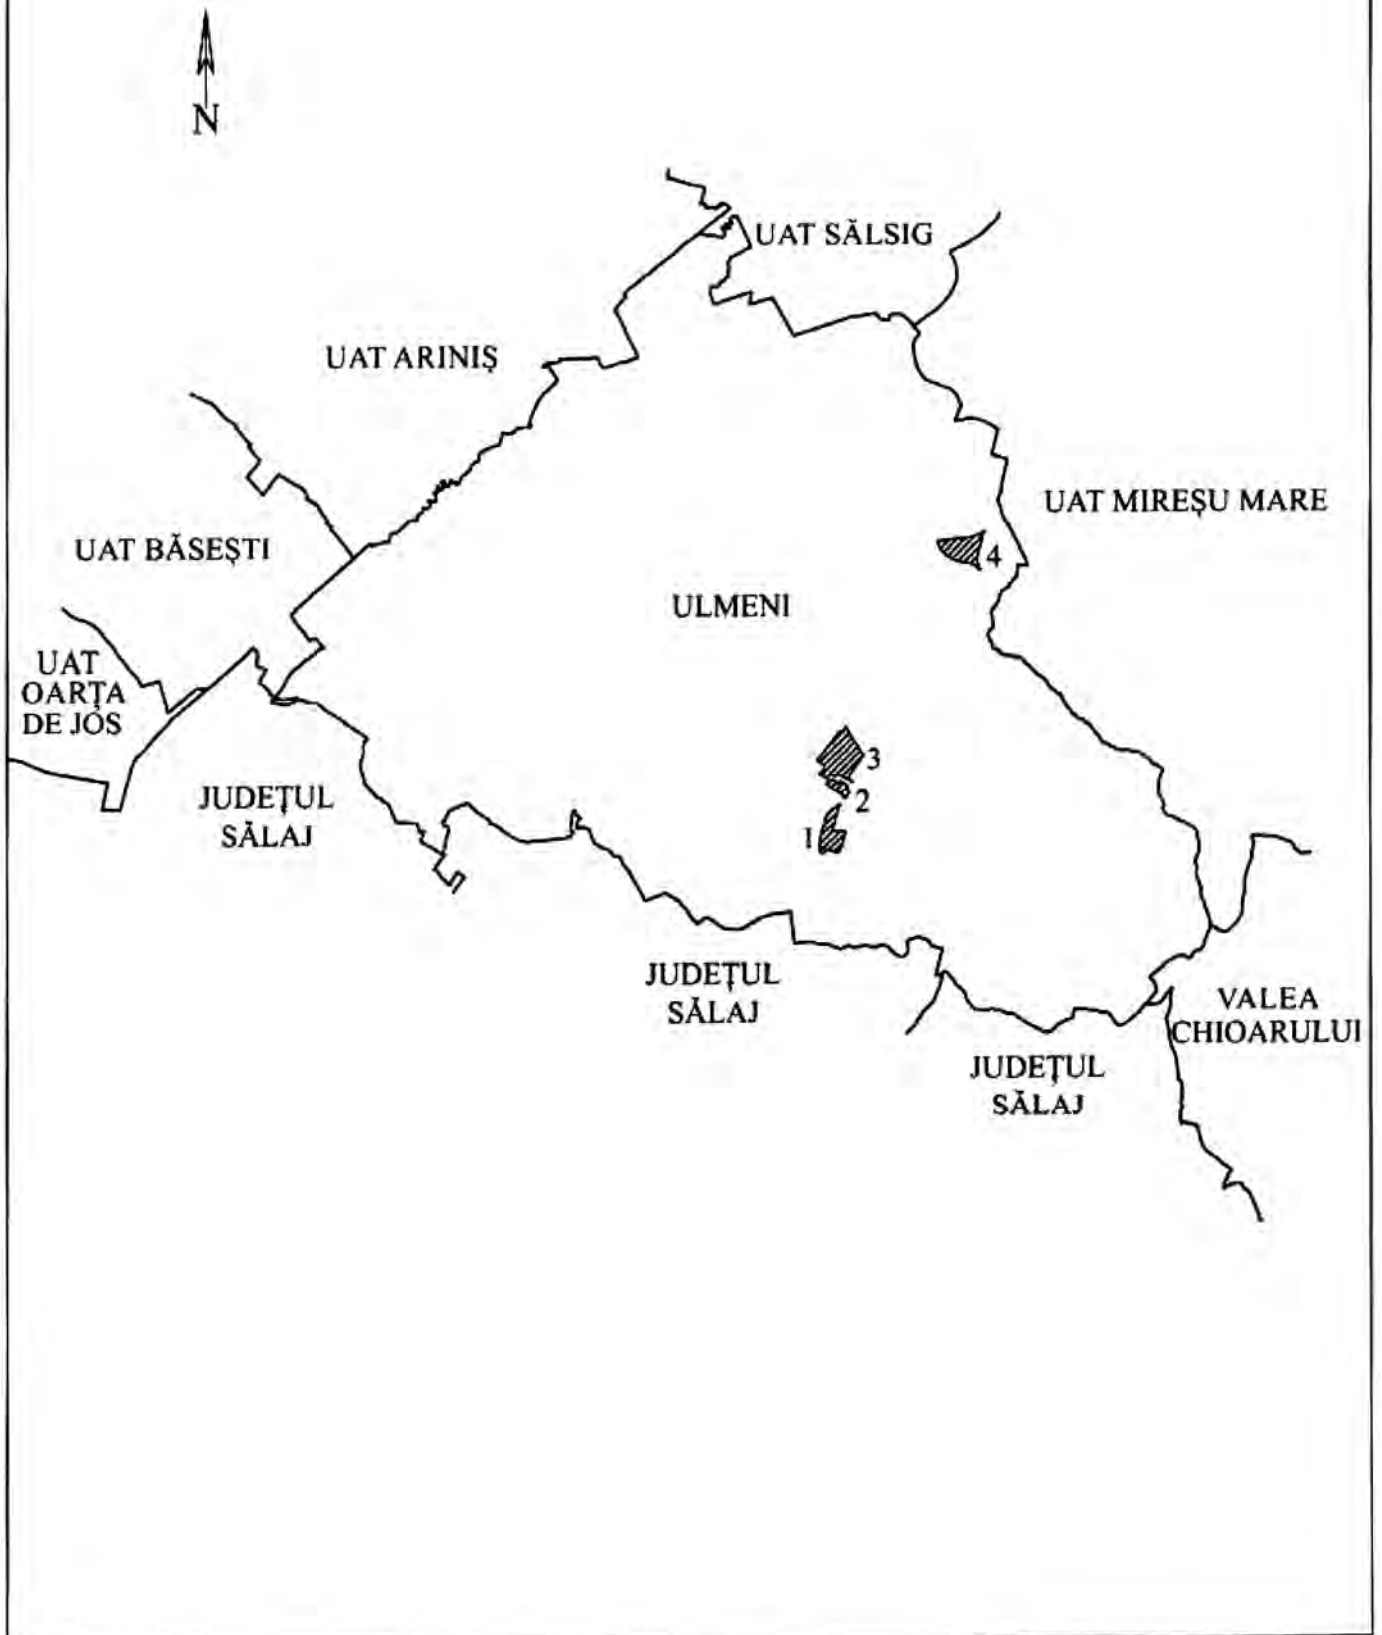 N
UAT SĂLSIG
UAT ARINIȘ
UAT MIREȘU MARE
UAT BĂSEȘTI
4
ULMENI
UAT
OARȚA
DE JOS
3
2
1
JUDEȚUL
SĂLAJ
JUDEȚUL
SĂLAJ
VALEA
CHIOARULUI
JUDEȚUL
SĂLAJ